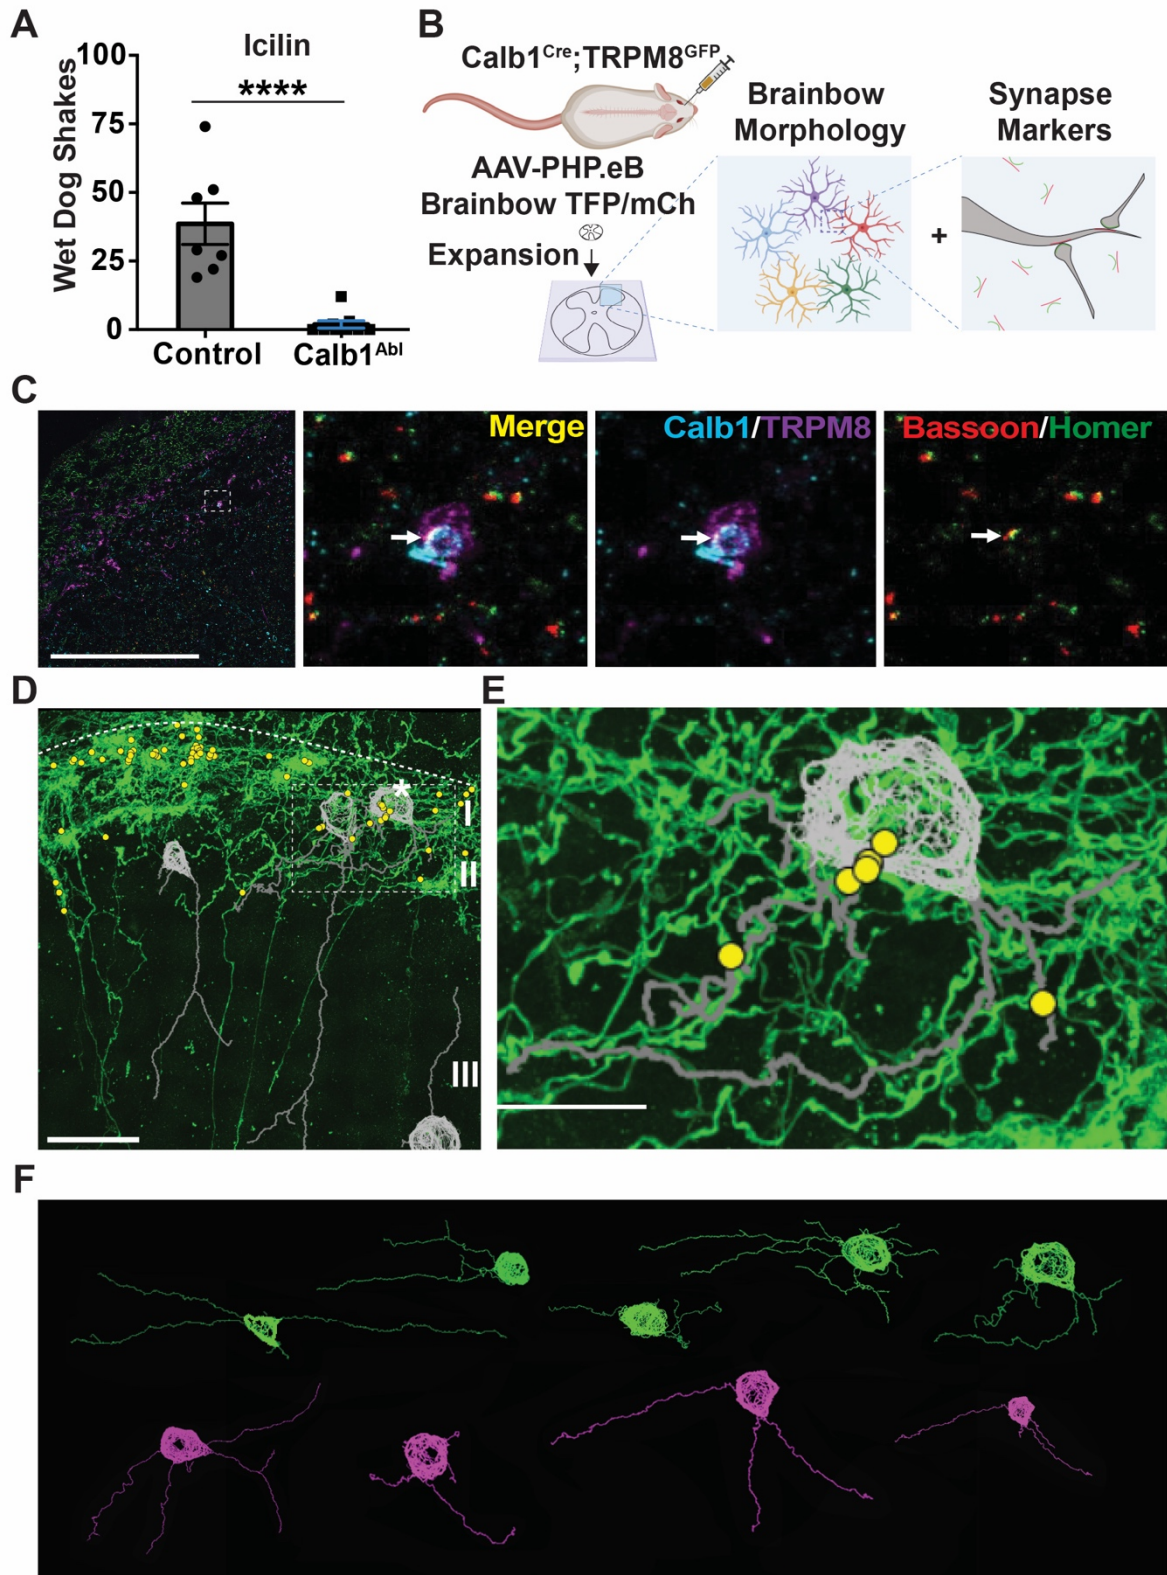 A
Icilin
****
Wet Dog Shakes
100
75
50
25
0
Control
Calb1Abl
B
Calb1Cre;TRPM8GFP
AAV-PHP.eB
Brainbow TFP/mCh
Expansion
Brainbow
Morphology
+
Synapse
Markers
C
Merge
Calb1/TRPM8
Bassoon/Homer
D
*
I
II
III
E
F